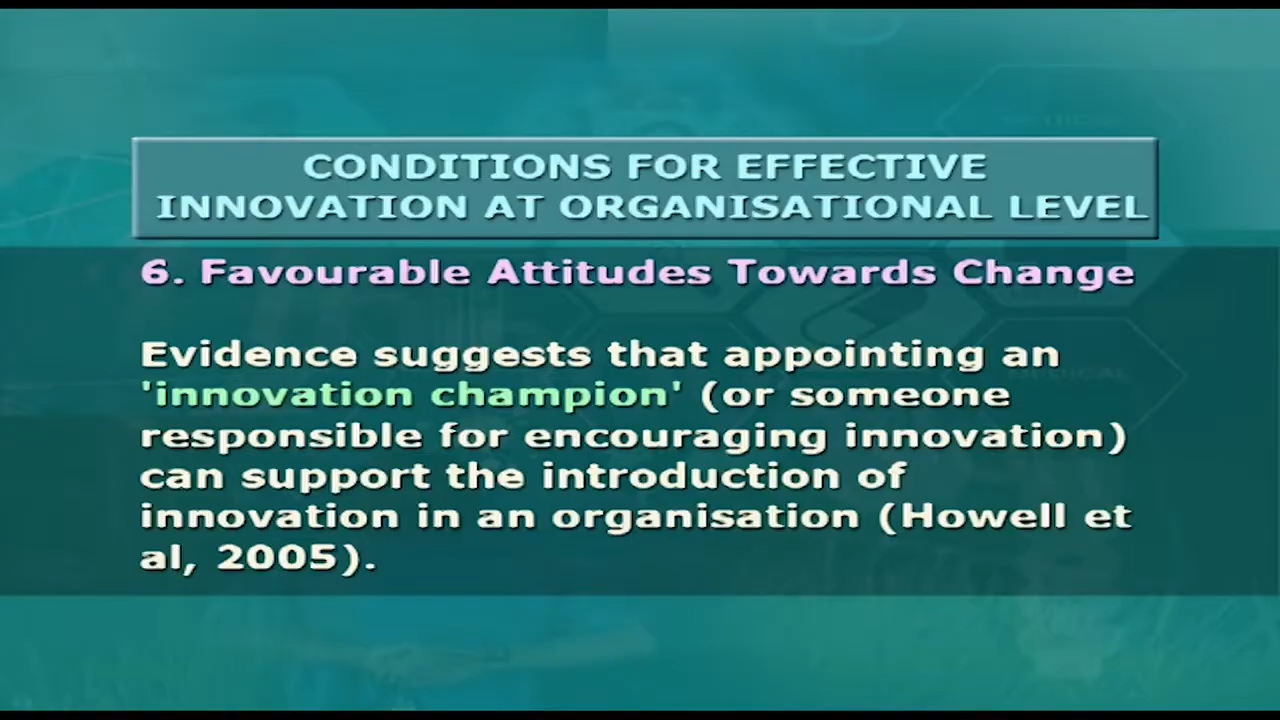 CONDITIONS FOR EFFECTIVE
INNOVATION AT ORGANISATIONAL LEVEL
6. Favourable Attitudes Towards Change
Evidence suggests that appointing an
'innovation champion' (or someone
responsible for encouraging innovation)
can support the introduction of
innovation in an organisation (Howell et
al, 2005).